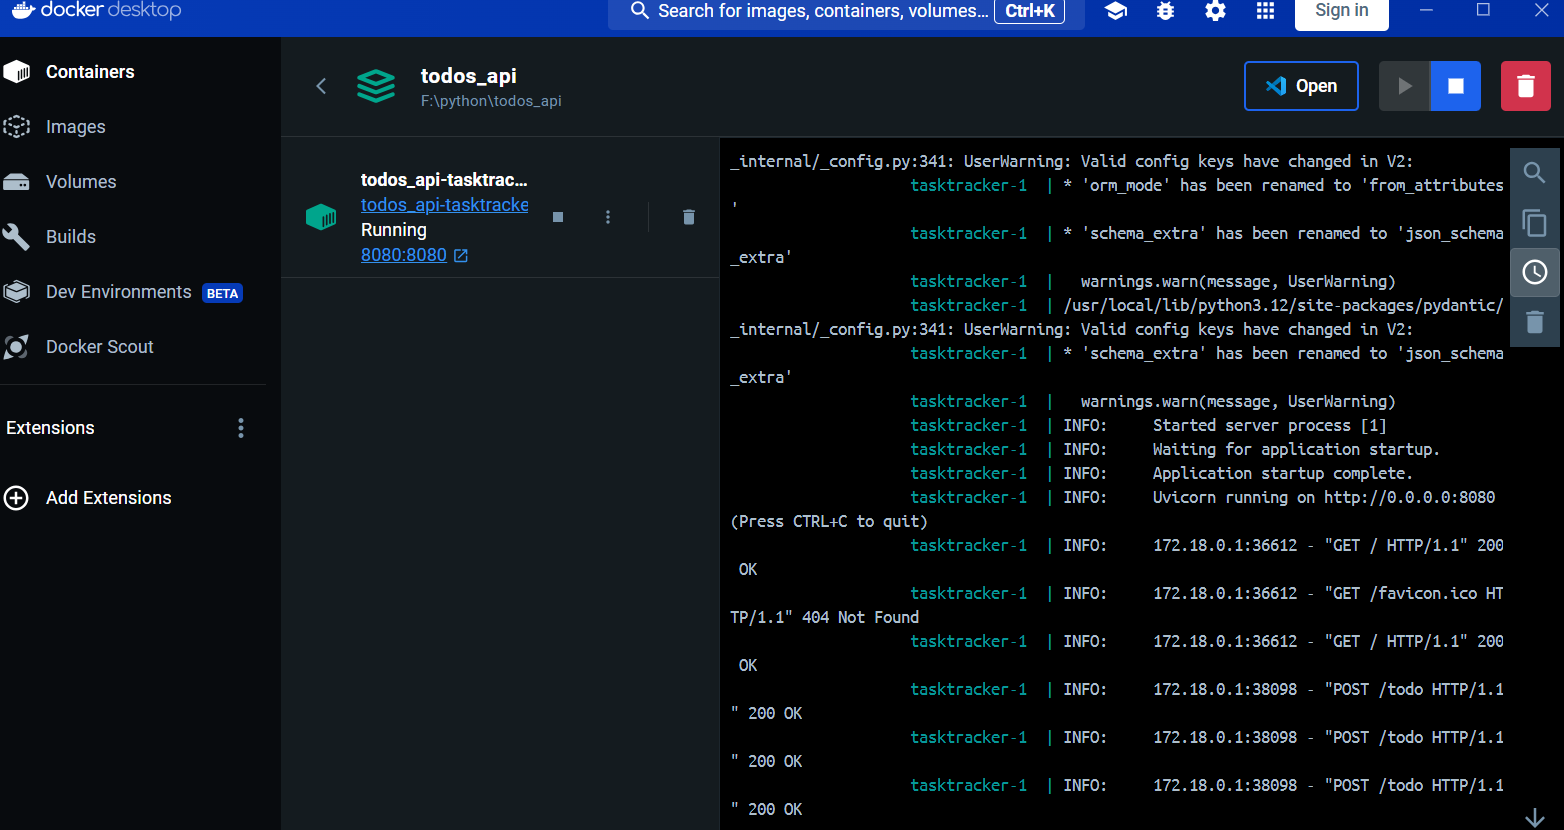 docker desktop
Search for images, containers, volumes... Ctrl+K
Sign in
Containers
Images
Volumes
Builds
Dev Environments BETA
Docker Scout
Extensions
Add Extensions
todos_api
F:\python\todos_api
Open
todos_api-tasktrac...
todos_api-tasktracke
Running
8080:8080
_internal/_config.py:341: UserWarning: Valid config keys have changed in V2:
tasktracker-1 | * 'orm_mode' has been renamed to 'from_attributes
'
tasktracker-1 | * 'schema_extra' has been renamed to 'json_schema
_extra'
tasktracker-1 | warnings.warn(message, UserWarning)
tasktracker-1 | /usr/local/lib/python3.12/site-packages/pydantic/
_internal/_config.py:341: UserWarning: Valid config keys have changed in V2:
tasktracker-1 | * 'schema_extra' has been renamed to 'json_schema
_extra'
tasktracker-1 | warnings.warn(message, UserWarning)
tasktracker-1 | INFO: Started server process [1]
tasktracker-1 | INFO: Waiting for application startup.
tasktracker-1 | INFO: Application startup complete.
tasktracker-1 | INFO: Uvicorn running on http://0.0.0.0:8080
(Press CTRL+C to quit)
tasktracker-1 | INFO: 172.18.0.1:36612 - "GET / HTTP/1.1" 200
OK
tasktracker-1 | INFO: 172.18.0.1:36612 - "GET /favicon.ico HT
TP/1.1" 404 Not Found
tasktracker-1 | INFO: 172.18.0.1:36612 - "GET / HTTP/1.1" 200
OK
tasktracker-1 | INFO: 172.18.0.1:38098 - "POST /todo HTTP/1.1
" 200 OK
tasktracker-1 | INFO: 172.18.0.1:38098 - "POST /todo HTTP/1.1
" 200 OK
tasktracker-1 | INFO: 172.18.0.1:38098 - "POST /todo HTTP/1.1
" 200 OK